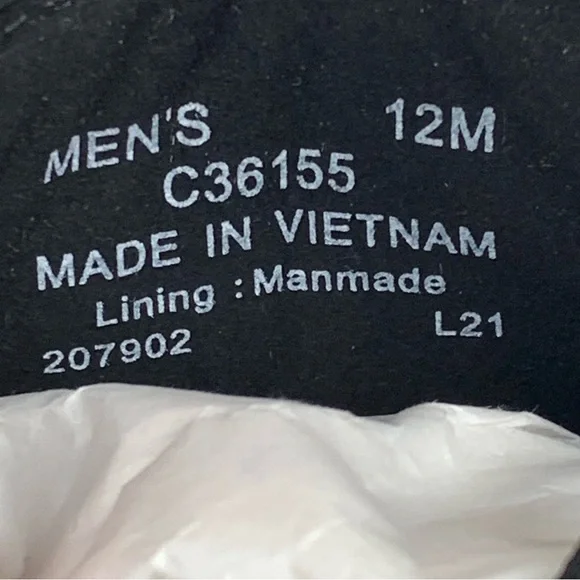 MEN'S 12M
C36155
MADE IN VIETNAM
Lining : Manmade
207902 L21